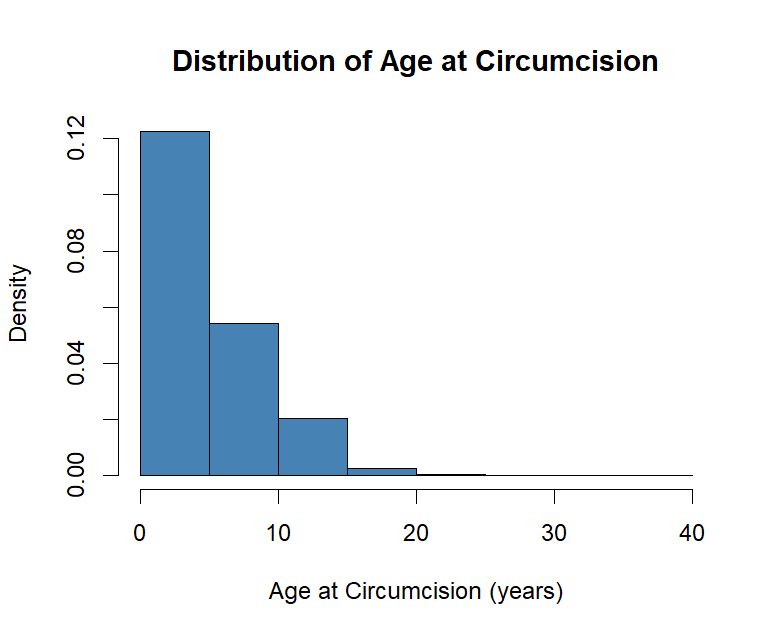 Distribution of Age at Circumcision
Density
0.12
0.08
0.04
0.00
0 10 20 30 40
Age at Circumcision (years)